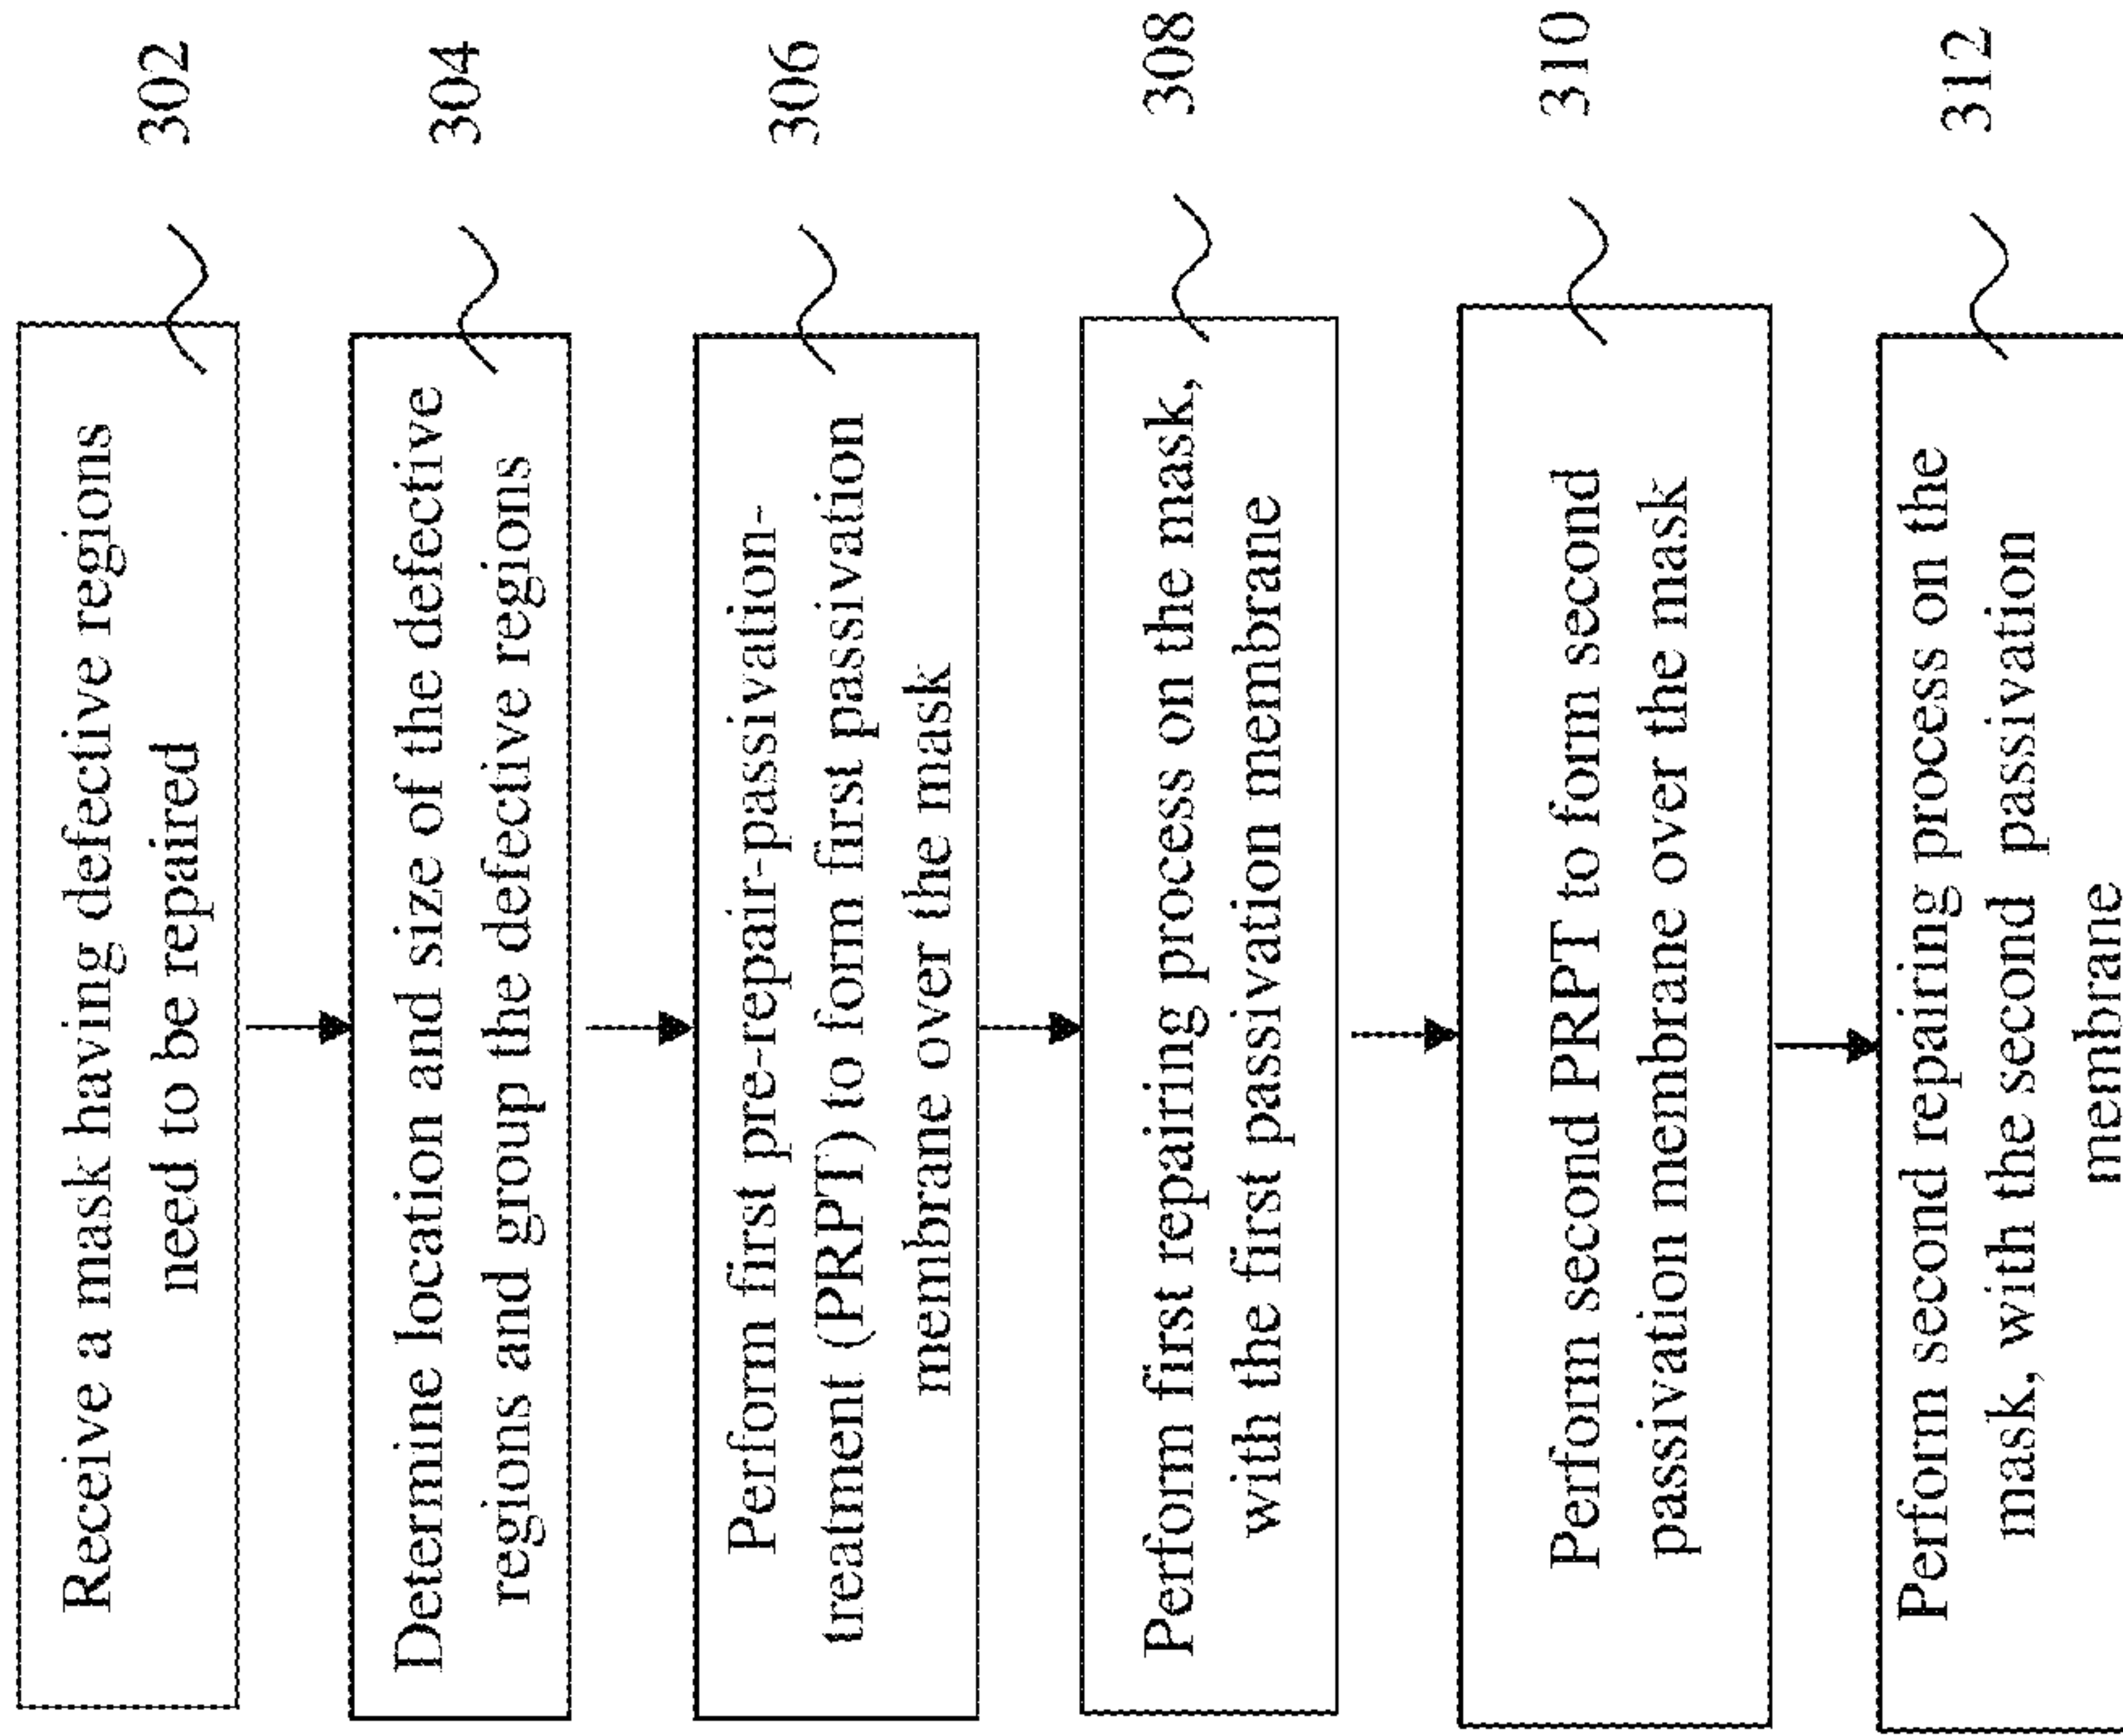 Receive a mask having defective regions
need to be repaired
302
Determine location and size of the defective
regions and group the defective regions
304
Perform first pre-repair-passivation-
treatment (PRPT) to form first passivation
membrane over the mask
306
Perform first repairing process on the mask,
with the first passivation membrane
308
Perform second PRPT to form second
passivation membrane over the mask
310
Perform second repairing process on the
mask, with the second passivation
membrane
312